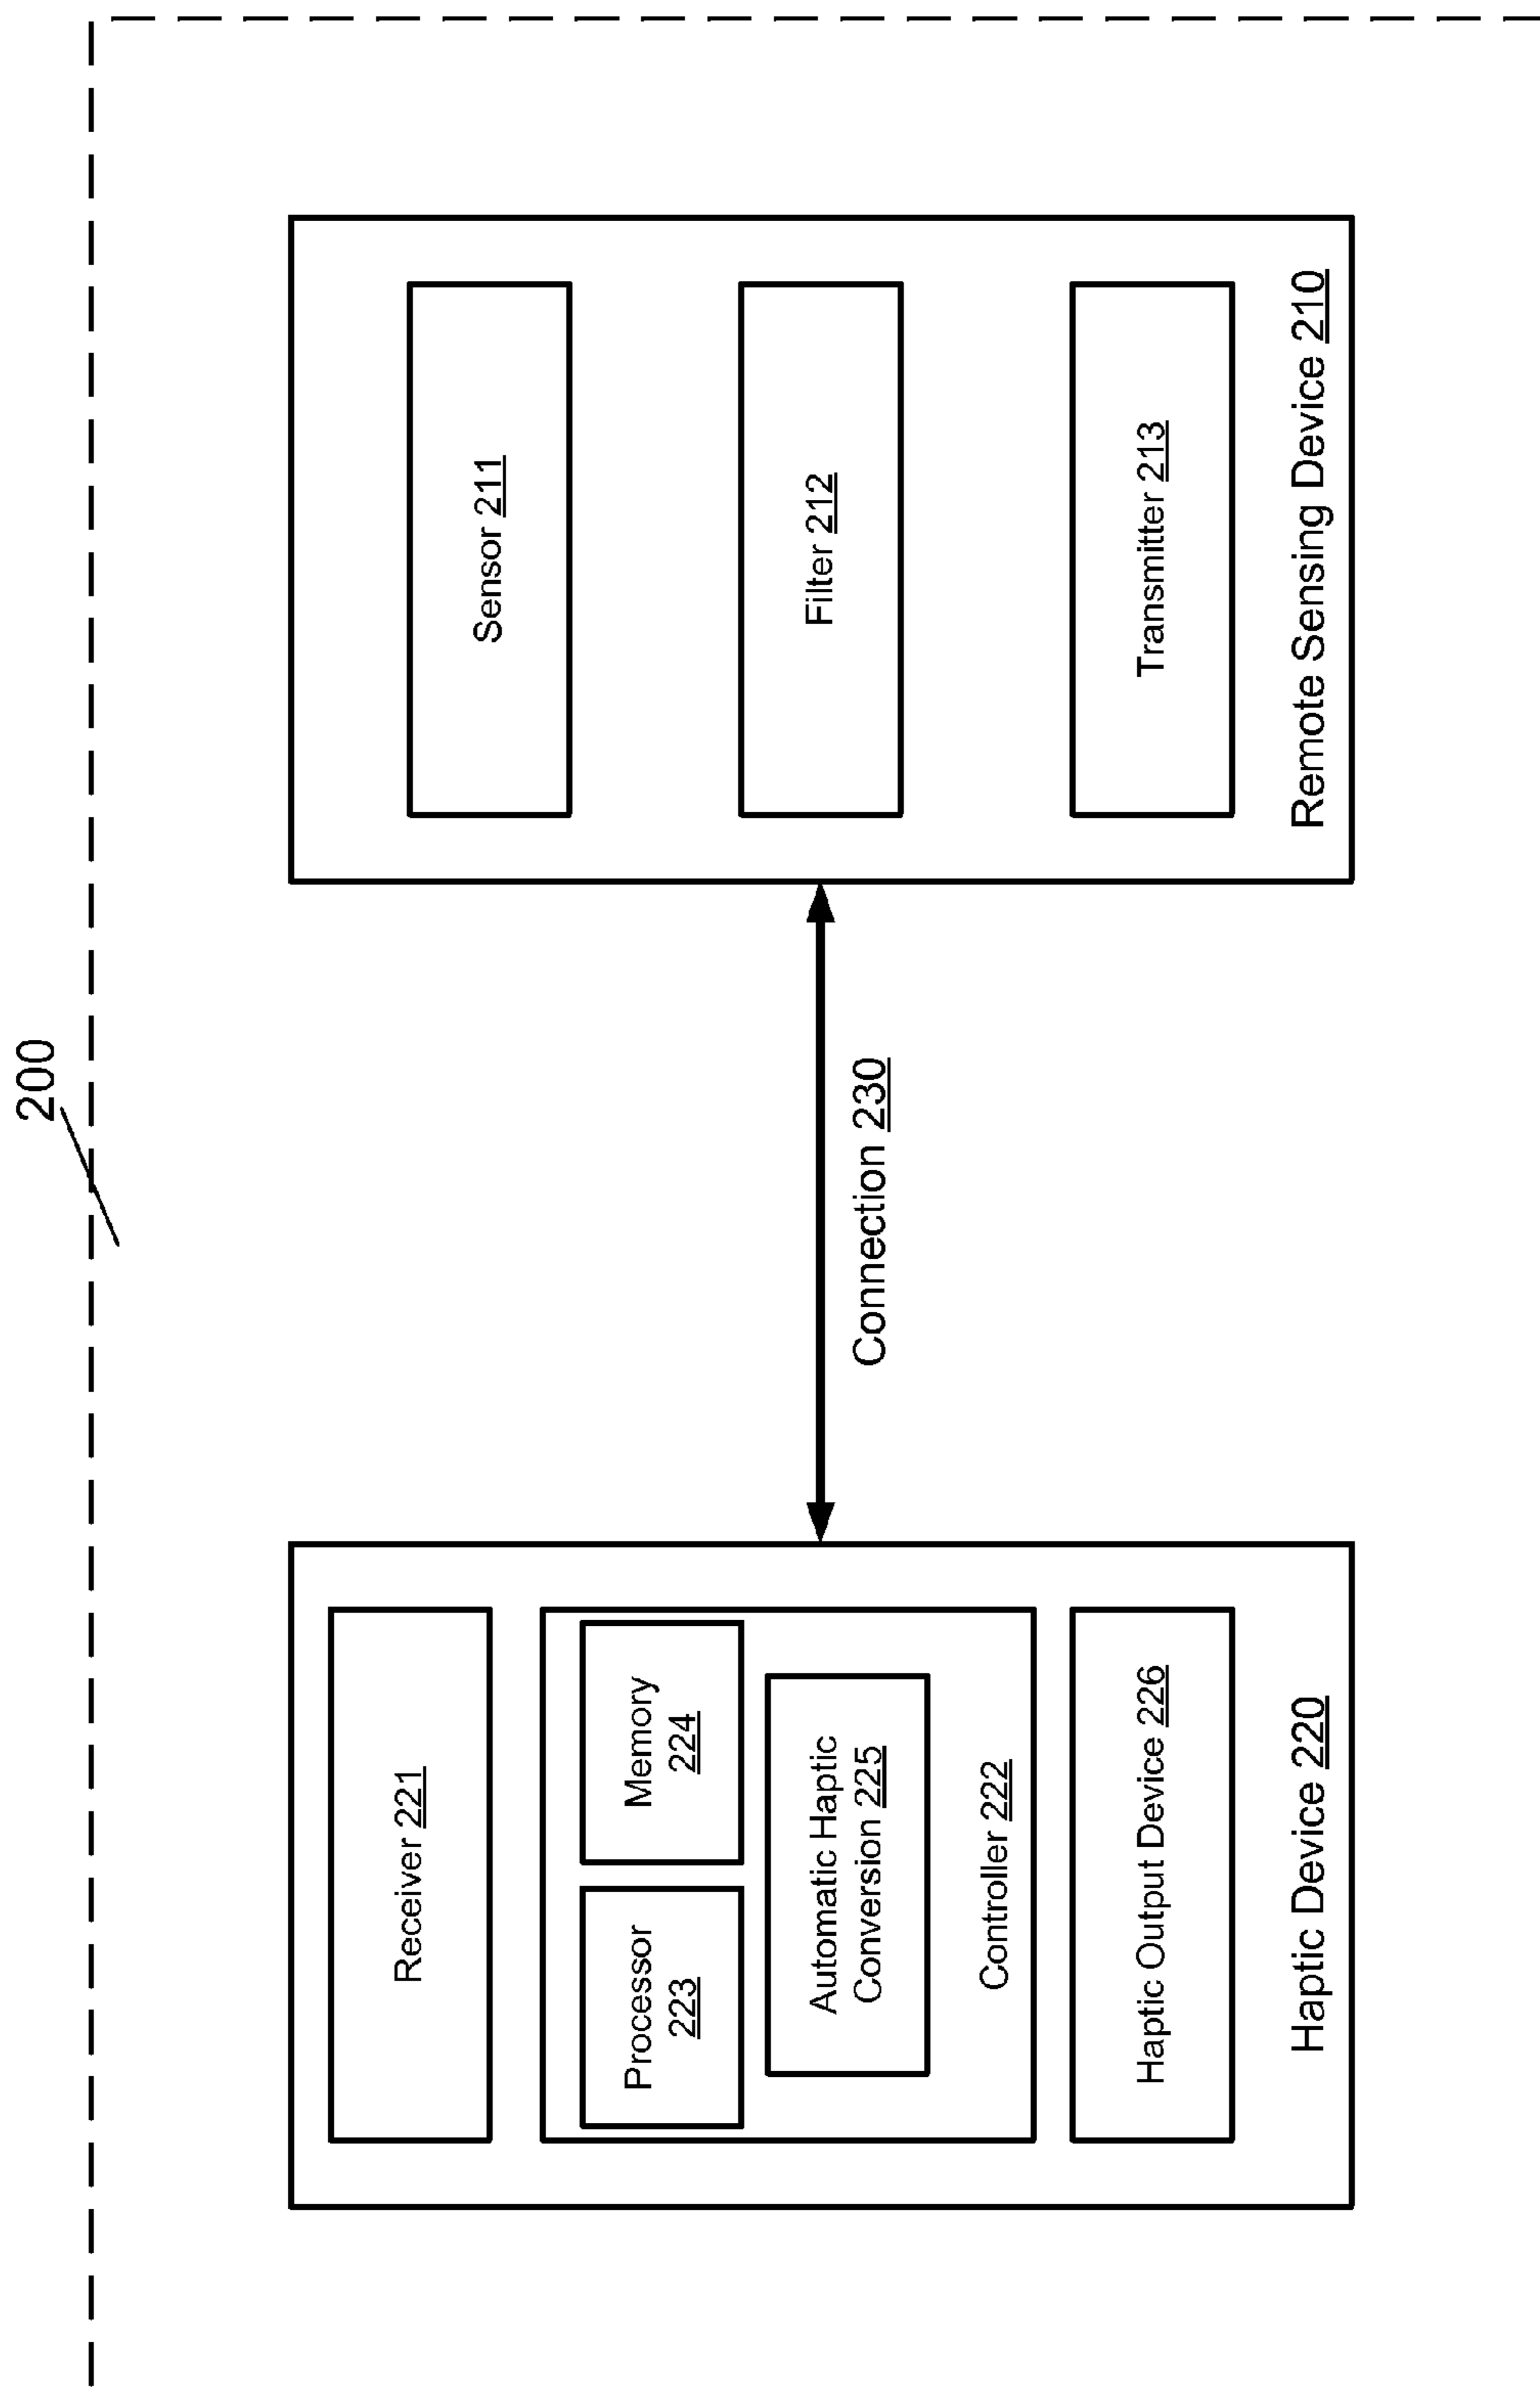 200
Receiver 221
Processor
223
Memory
224
Automatic Haptic
Conversion 225
Controller 222
Haptic Output Device 226
Haptic Device 220
Connection 230
Sensor 211
Filter 212
Transmitter 213
Remote Sensing Device 210